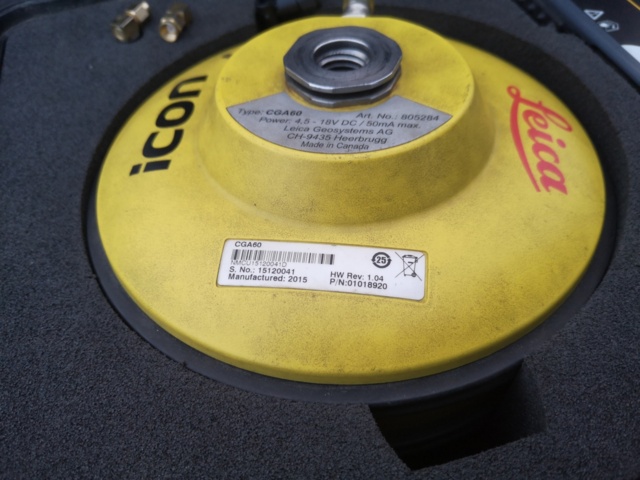 icon
Leica
Type: CGA60 Art. No.: 805284
Power: 4,5 - 18V DC / 50mA max.
Leica Geosystems AG
CH-9435 Heerbrugg
Made in Canada
CGA60
NMCU15120041D
S. No.: 15120041
Manufactured: 2015
25
HW Rev: 1.04
P/N:01018920